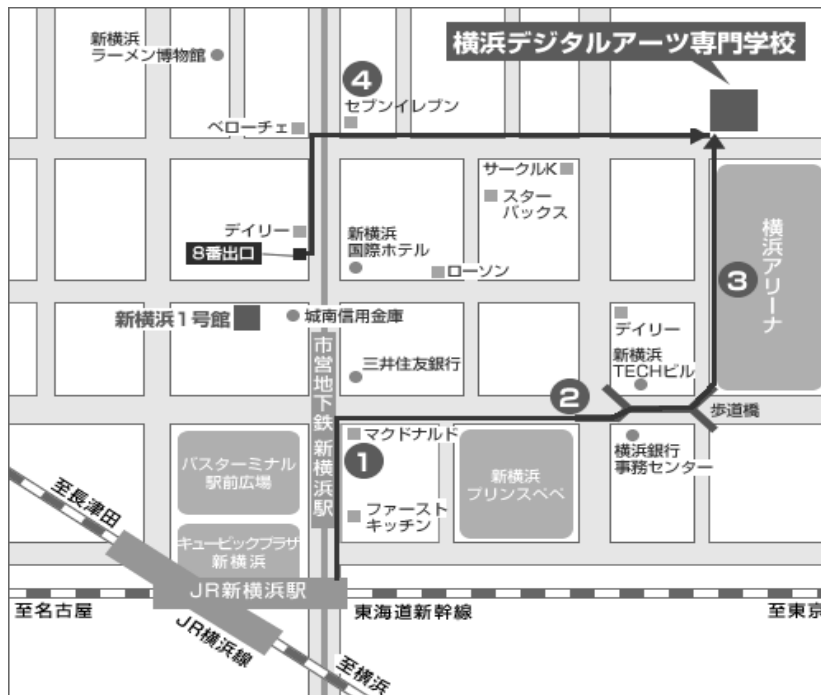 新横浜
ラーメン博物館
横浜デジタルアーツ専門学校
4
セブンイレブン
ベローチェ
サークルK
スター
バックス
デイリー
8番出口
新横浜
国際ホテル
ローソン
横浜アリーナ
3
新横浜1号館
城南信用金庫
デイリー
市営地下鉄 新横浜駅
三井住友銀行
新横浜
TECHビル
2
歩道橋
1
マクドナルド
横浜銀行
事務センター
バスターミナル
駅前広場
新横浜
プリンスペペ
至長津田
ファースト
キッチン
キュービックプラザ
新横浜
JR新横浜駅
至名古屋
東海道新幹線
至東京
JR横浜線
至横浜